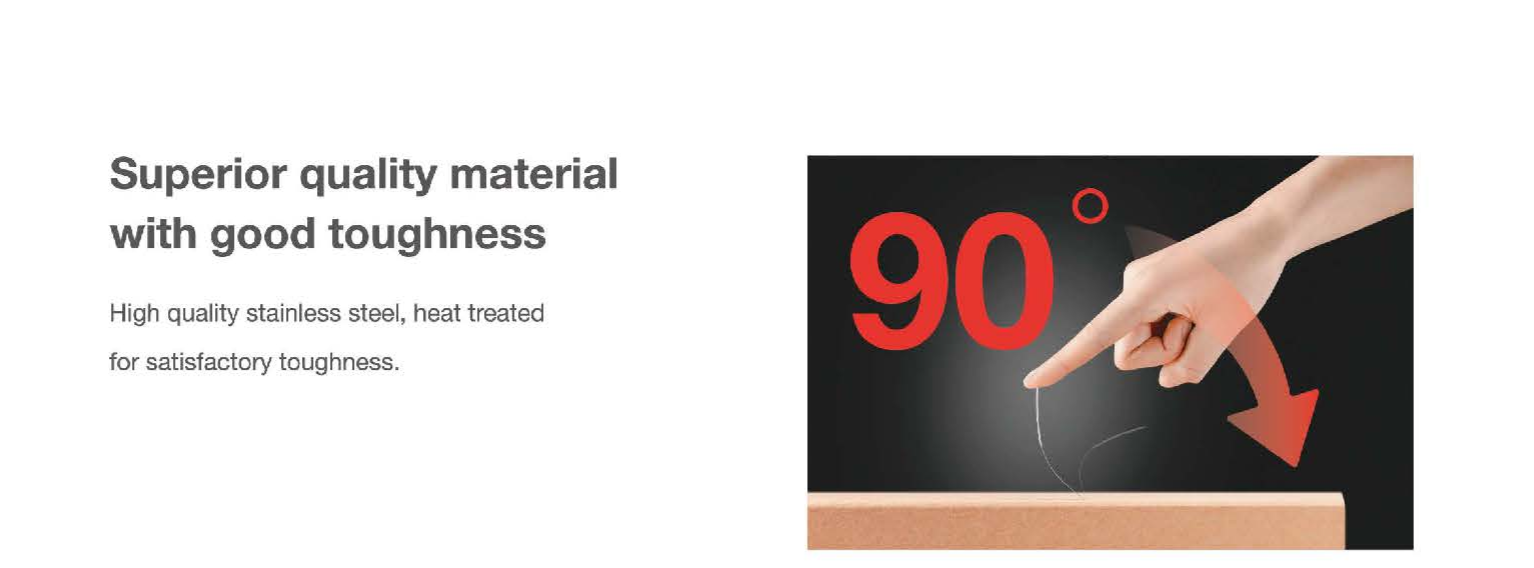 Superior quality material
with good toughness
High quality stainless steel, heat treated
for satisfactory toughness.
90°